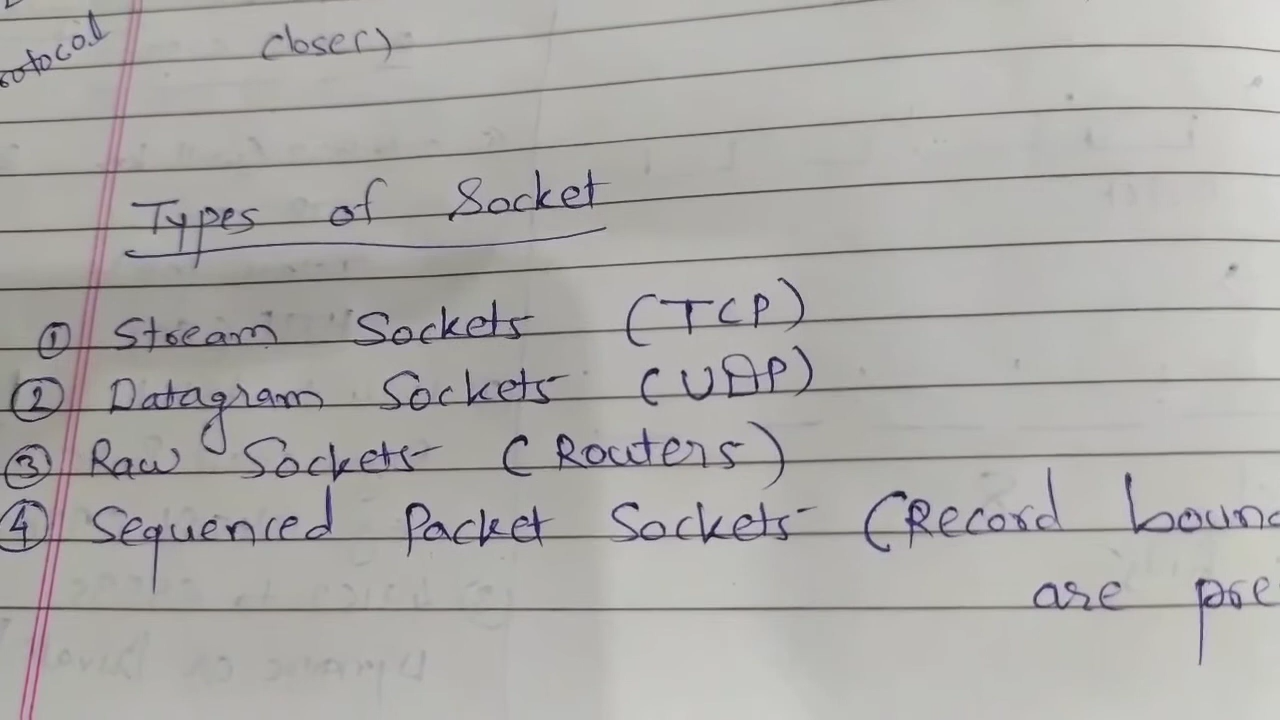 close()
Types of Socket
① Stream Sockets (TCP)
② Datagram Sockets (UDP)
③ Raw Sockets (Routers)
④ Sequenced Packet Sockets (Record
are